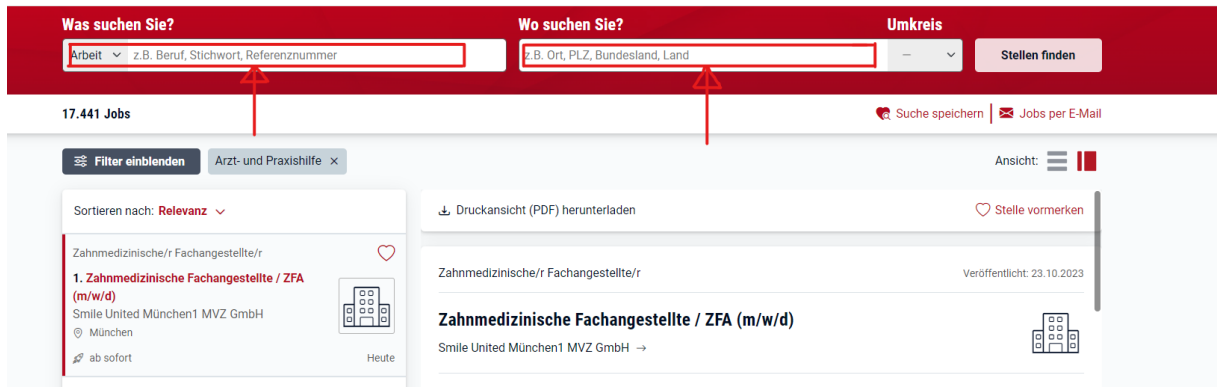 Was suchen Sie?
Wo suchen Sie?
Umkreis
Arbeit
z.B. Beruf, Stichwort, Referenznummer
z.B. Ort, PLZ, Bundesland, Land
–
Stellen finden
17.441 Jobs
Suche speichern
Jobs per E-Mail
Filter einblenden
Arzt- und Praxishilfe ×
Ansicht:
Sortieren nach: Relevanz
Zahnmedizinische/r Fachangestellte/r
1. Zahnmedizinische Fachangestellte / ZFA
(m/w/d)
Smile United München1 MVZ GmbH
München
ab sofort
Heute
Druckansicht (PDF) herunterladen
Stelle vormerken
Zahnmedizinische/r Fachangestellte/r
Veröffentlicht: 23.10.2023
Zahnmedizinische Fachangestellte / ZFA (m/w/d)
Smile United München1 MVZ GmbH →